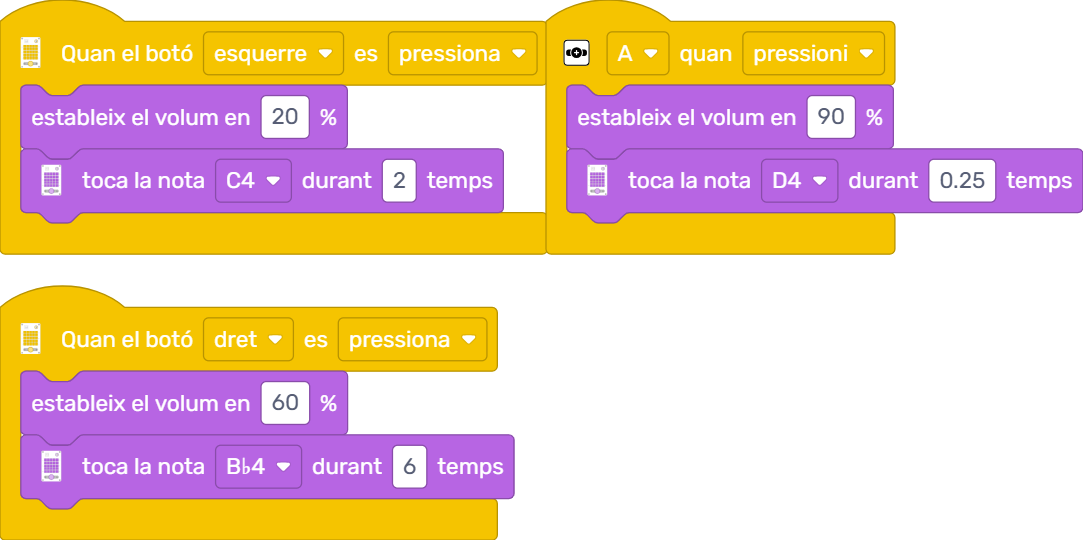 Quan el botó esquerre es pressiona
estableix el volum en 20 %
toca la nota C4 durant 2 temps
A quan pressioni
estableix el volum en 90 %
toca la nota D4 durant 0.25 temps
Quan el botó dret es pressiona
estableix el volum en 60 %
toca la nota B♭4 durant 6 temps